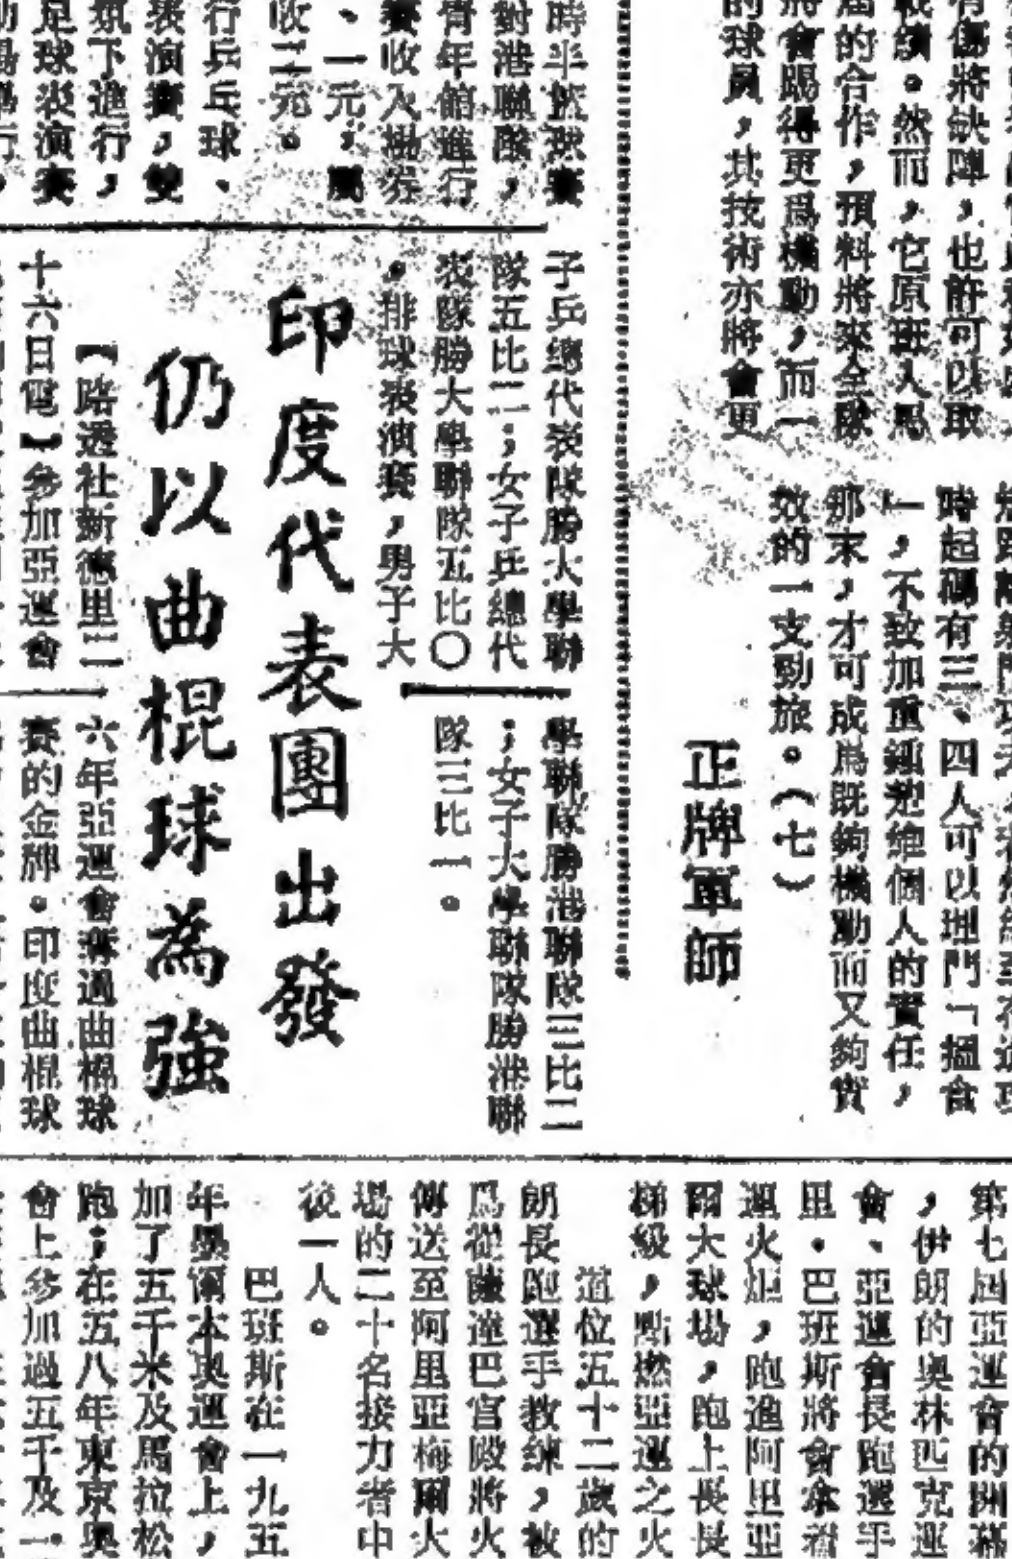 有傷將缺陣，也許可以取
戰績。然而，它原班人馬
屆的合作，預料將來全隊
將會踢得更爲機動，而一
的球員，其技術亦將會更
時起碼有三、四人可以埋門「搵食
」，不致加重鍾楚維個人的責任，
那末，才可成爲既夠機動而又夠實
效的一支勁旅。（七）
正牌軍師
時半籃球賽
對港聯隊，
青年館進行
賽收入場券
、一元，屬
收二元。
行乒乓球、
表演賽，雙
氛下進行，
足球表演賽
子乒總代表隊勝大學聯
隊五比二；女子乒總代
表隊勝大學聯隊五比〇
，排球表演賽，男子大
學聯隊勝港聯隊三比二
；女子大學聯隊勝港聯
隊三比一。
印度代表團出發
仍以曲棍球為強
【路透社新德里二
十六日電】參加亞運會
六年亞運會奪過曲棍球
賽的金牌。印度曲棍球
第七屆亞運會的開幕
，伊朗的奧林匹克運
會、亞運會長跑選手
里·巴班斯將會拿着
運火炬，跑進阿里亞
爾大球場，跑上長長
梯級，點燃亞運之火
這位五十二歲的
朗長跑選手教練，被
爲從薩達巴宮殿將火
傳送至阿里亞梅爾大
場的二十名接力者中
後一人。
巴班斯在一九五
年墨爾本奧運會上，
加了五千米及馬拉松
跑；在五八年東京奧
會上參加過五千及一